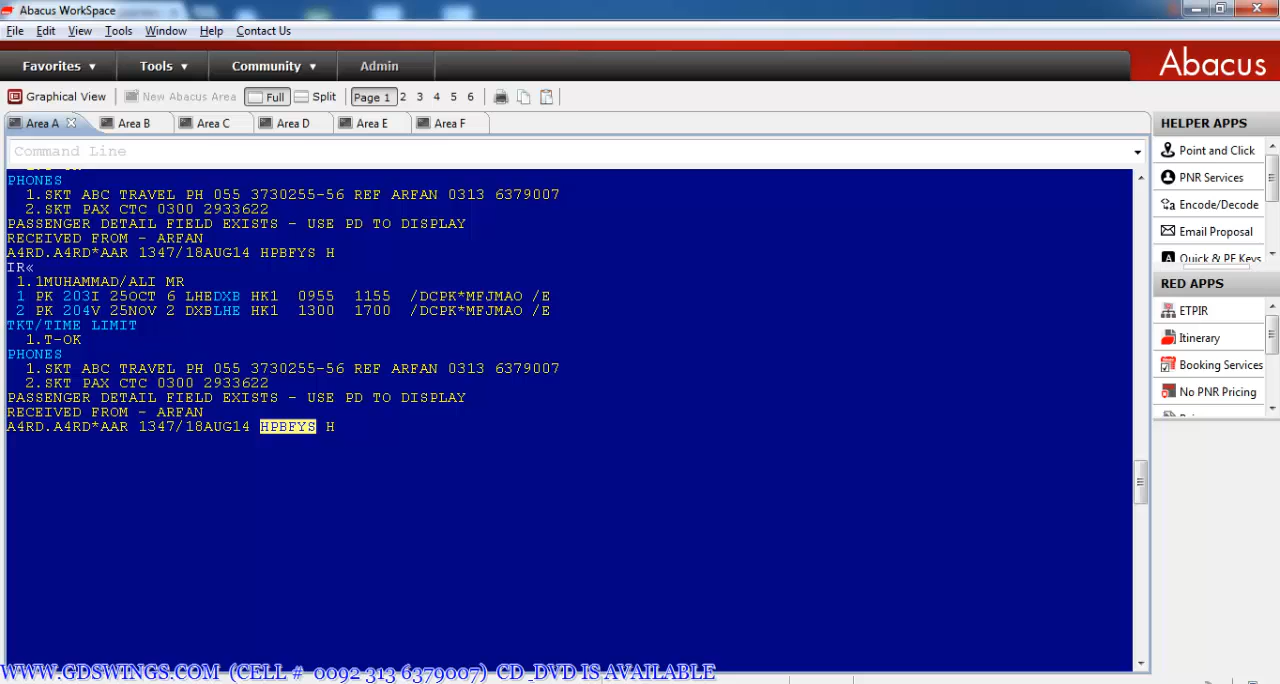 Abacus WorkSpace
File Edit View Tools Window Help Contact Us
Favorites Tools Community Admin
Abacus
Graphical View New Abacus Area Full Split Page 1 2 3 4 5 6
Area A Area B Area C Area D Area E Area F
Command Line
PHONES
1.SKT ABC TRAVEL PH 055 3730255-56 REF ARFAN 0313 6379007
2.SKT PAX CTC 0300 2933622
PASSENGER DETAIL FIELD EXISTS - USE PD TO DISPLAY
RECEIVED FROM - ARFAN
A4RD.A4RD*AAR 1347/18AUG14 HPBFYS H
IR«
1.1MUHAMMAD/ALI MR
1 PK 203I 25OCT 6 LHEDXB HK1 0955 1155 /DCPK*MFJMAO /E
2 PK 204V 25NOV 2 DXBLHE HK1 1300 1700 /DCPK*MFJMAO /E
TKT/TIME LIMIT
1.T-OK
PHONES
1.SKT ABC TRAVEL PH 055 3730255-56 REF ARFAN 0313 6379007
2.SKT PAX CTC 0300 2933622
PASSENGER DETAIL FIELD EXISTS - USE PD TO DISPLAY
RECEIVED FROM - ARFAN
A4RD.A4RD*AAR 1347/18AUG14 HPBFYS H
HELPER APPS
Point and Click
PNR Services
Encode/Decode
Email Proposal
Quick & PF Keys
RED APPS
ETPIR
Itinerary
Booking Services
No PNR Pricing
WWW.GDSWINGS.COM (CELL # 0092 313 6379007) CD_DVD IS AVAILABLE